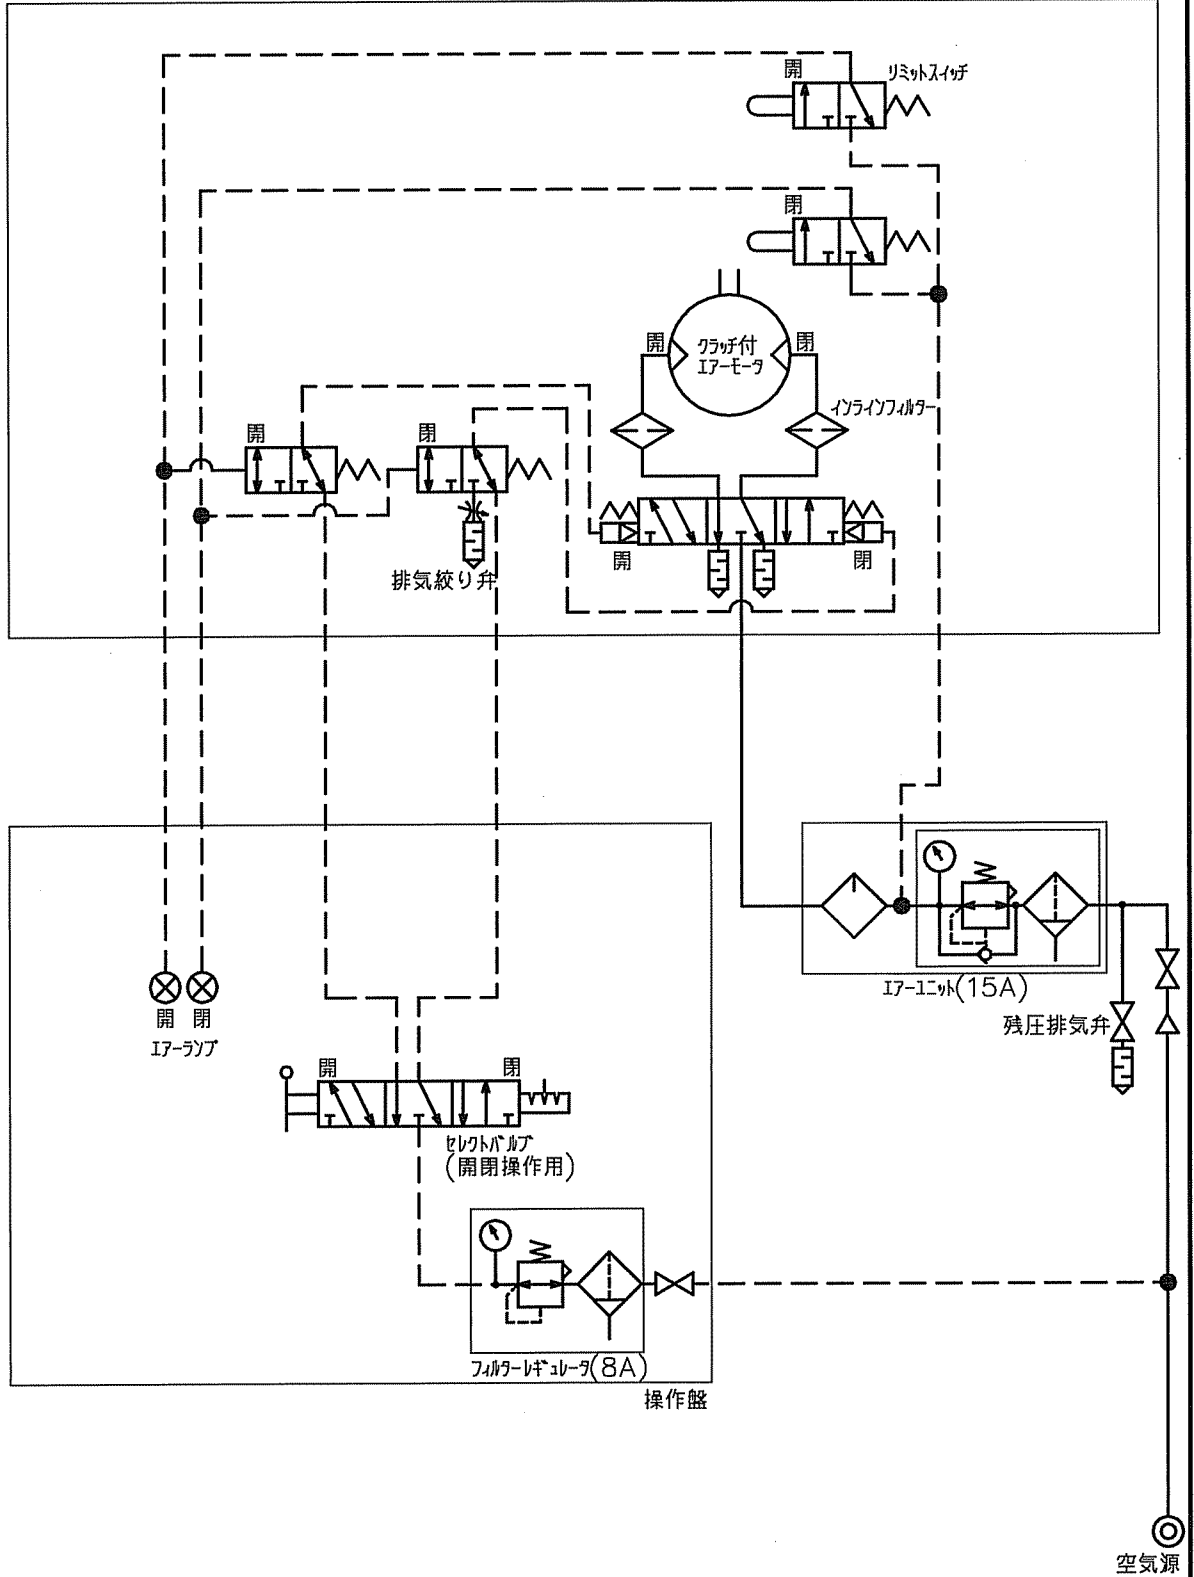 開
リミットスイッチ
閉
開
クラッチ付
エアーモータ
閉
インラインフィルター
開
閉
開
閉
排気絞り弁
エアーユニット(15A)
残圧排気弁
開
閉
エアーランプ
開
閉
セレクトバルブ
(開閉操作用)
フィルターレギュレータ(8A)
操作盤
空気源